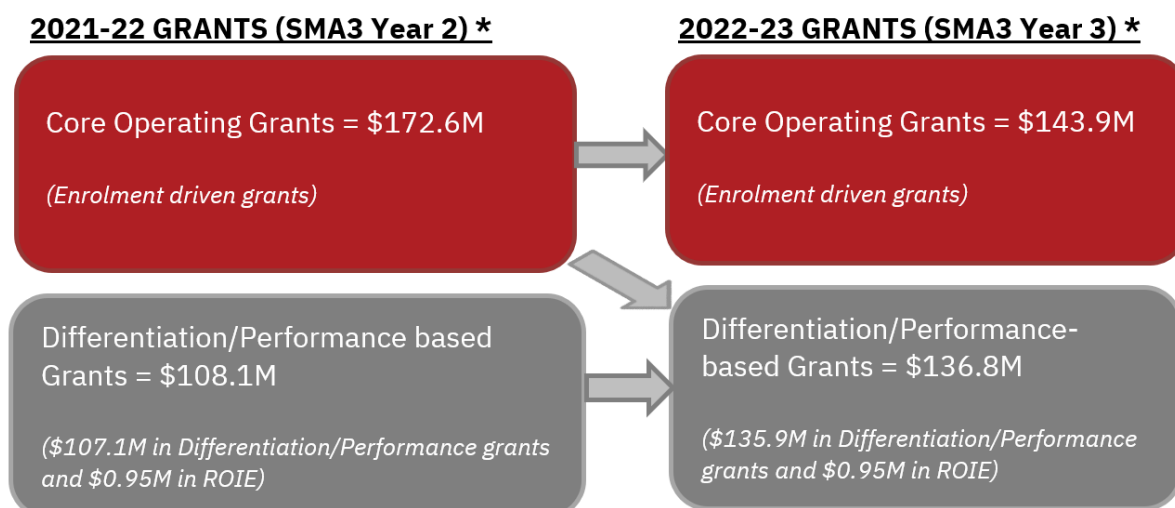 2021-22 GRANTS (SMA3 Year 2) *
Core Operating Grants = $172.6M
(Enrolment driven grants)
Differentiation/Performance based
Grants = $108.1M
($107.1M in Differentiation/Performance grants
and $0.95M in ROIE)
2022-23 GRANTS (SMA3 Year 3) *
Core Operating Grants = $143.9M
(Enrolment driven grants)
Differentiation/Performance-
based Grants = $136.8M
($135.9M in Differentiation/Performance
grants and $0.95M in ROIE)